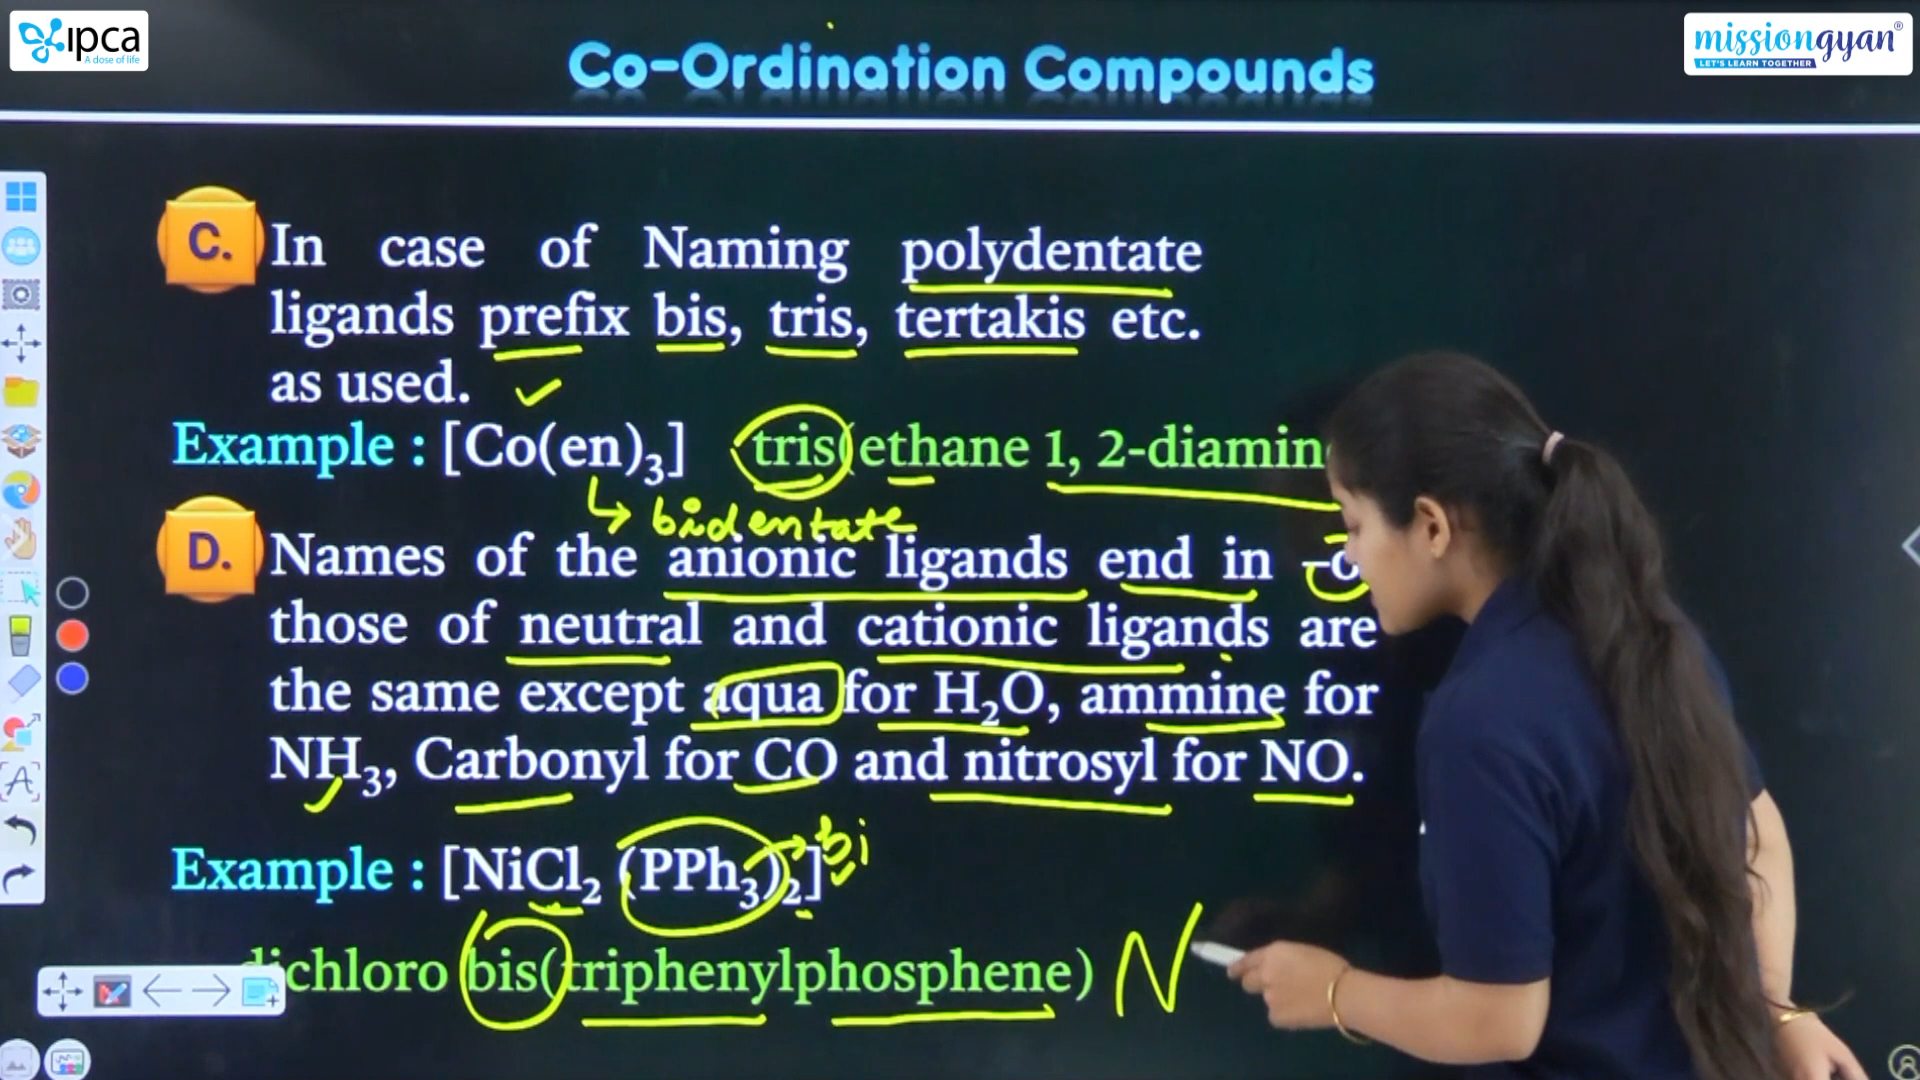 ipca
A dose of life
Co-Ordination Compounds
missiongyan®
LET'S LEARN TOGETHER
C. In case of Naming polydentate
ligands prefix bis, tris, tertakis etc.
as used.
Example : [Co(en)₃] tris(ethane 1, 2-diamin
bidentate
D. Names of the anionic ligands end in -o
those of neutral and cationic ligands are
the same except aqua for H₂O, ammine for
NH₃, Carbonyl for CO and nitrosyl for NO.
bi
Example : [NiCl₂ (PPh₃)₂]
dichloro bis(triphenylphosphene) N